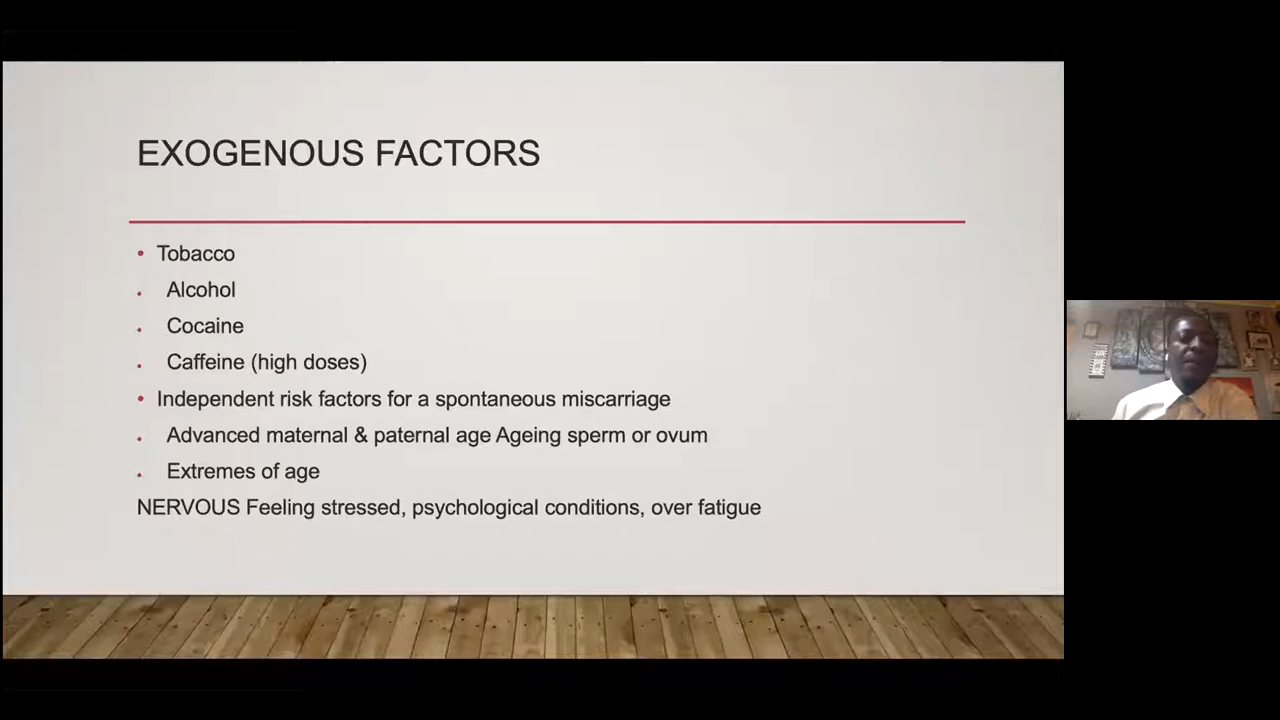 EXOGENOUS FACTORS
• Tobacco
. Alcohol
. Cocaine
. Caffeine (high doses)
• Independent risk factors for a spontaneous miscarriage
. Advanced maternal & paternal age Ageing sperm or ovum
. Extremes of age
NERVOUS Feeling stressed, psychological conditions, over fatigue